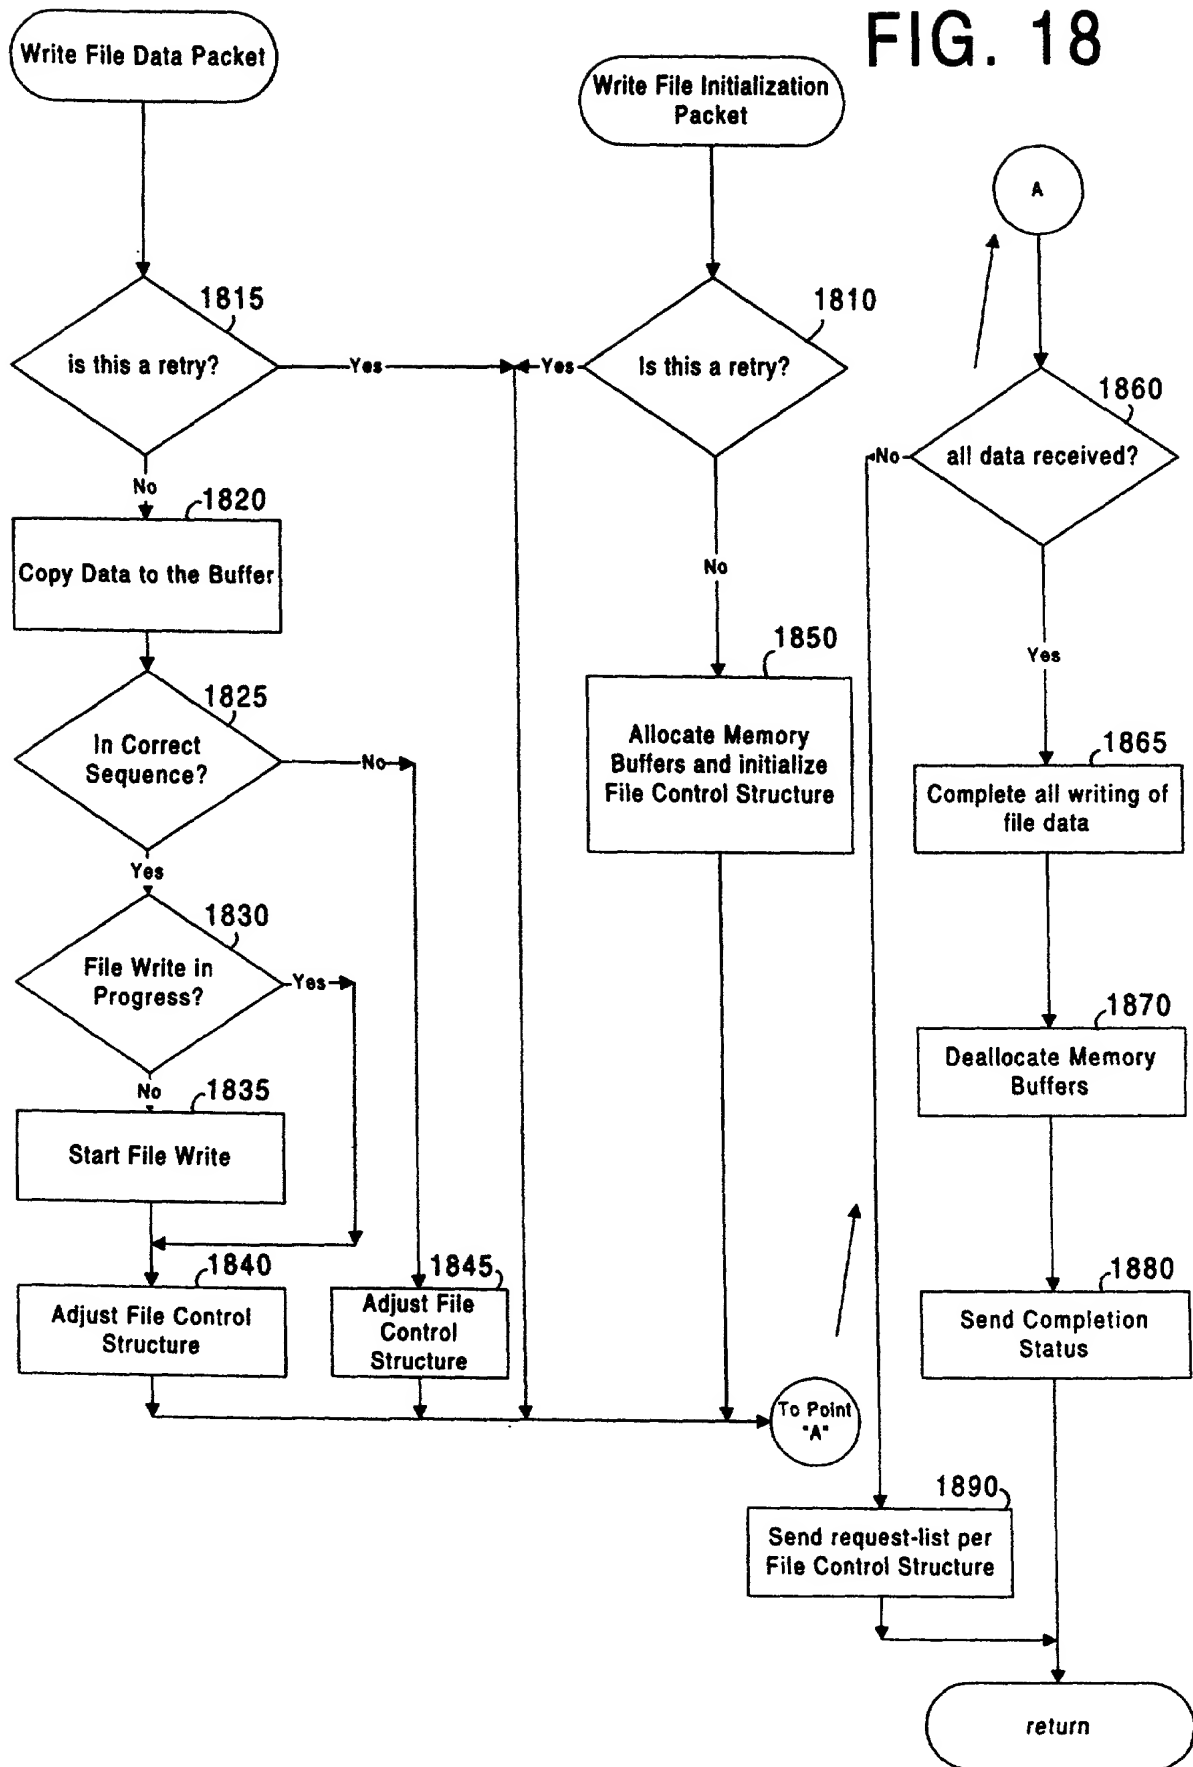 FIG. 18
Write File Data Packet
Write File Initialization
Packet
A
1815
is this a retry?
Yes
Yes
1810
Is this a retry?
1860
all data received?
No
No
1820
Copy Data to the Buffer
No
1850
Allocate Memory
Buffers and initialize
File Control Structure
Yes
1825
In Correct
Sequence?
No
Yes
1865
Complete all writing of
file data
1830
File Write in
Progress?
Yes
No
1835
Start File Write
1870
Deallocate Memory
Buffers
1840
Adjust File Control
Structure
1845
Adjust File
Control
Structure
1880
Send Completion
Status
To Point
"A"
1890
Send request-list per
File Control Structure
return